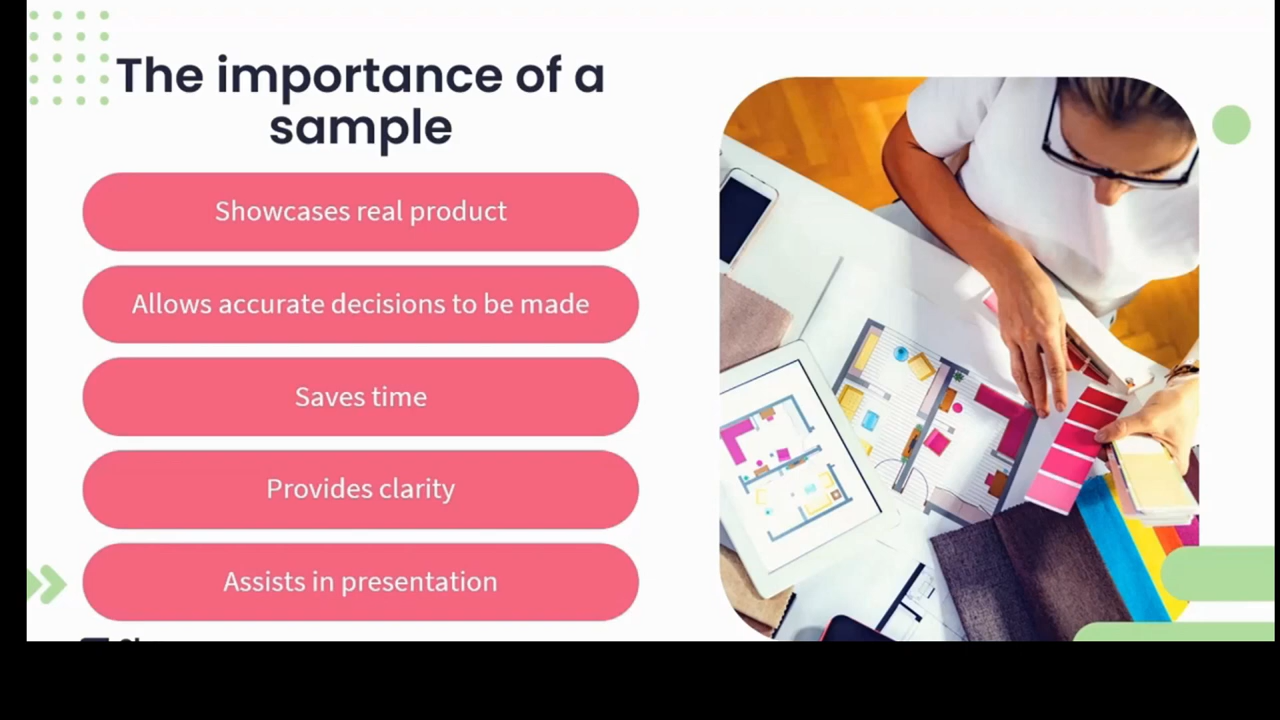 The importance of a
sample
Showcases real product
Allows accurate decisions to be made
Saves time
Provides clarity
Assists in presentation